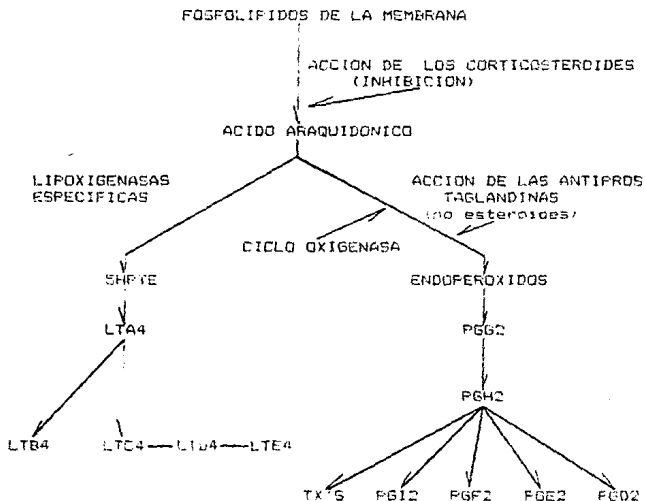 FOSFOLIPIDOS DE LA MEMBRANA
ACCION DE LOS CORTICOSTEROIDES
(INHIBICION)
ACIDO ARAQUIDONICO
LIPOXIGENASAS
ESPECIFICAS
ACCION DE LAS ANTIPROS
TAGLANDINAS
(no esteroides)
CICLO OXIGENASA
5HPTE
ENDOPEROXIDOS
LTA4
PGG2
PGH2
LTB4 LTC4 — LTD4 — LTE4
TX'S PGI2 PGF2 PGE2 PGD2